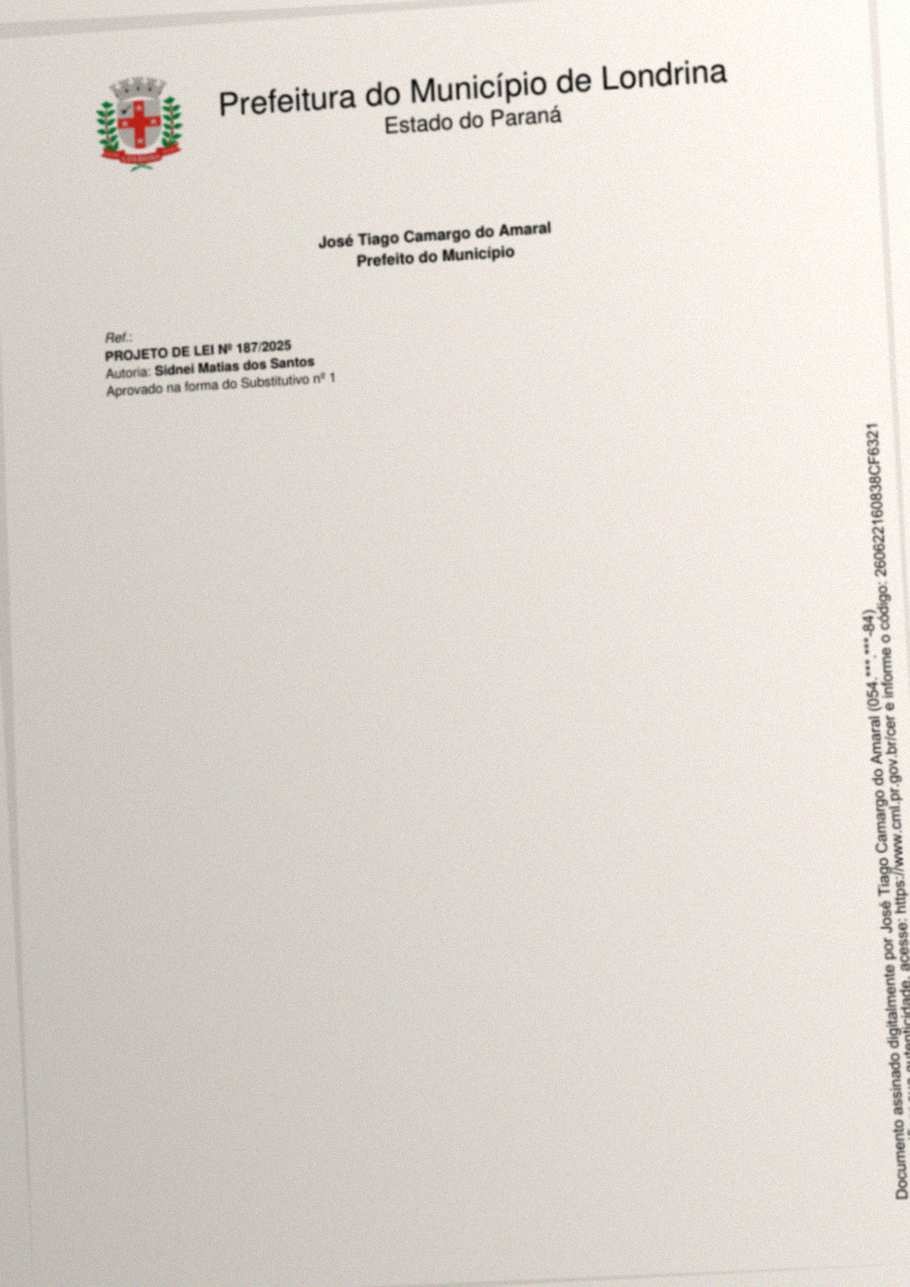 Prefeitura do Município de Londrina
Estado do Paraná
José Tiago Camargo do Amaral
Prefeito do Município
Ref.:
PROJETO DE LEI Nº 187/2025
Autoria: Sidnei Matias dos Santos
Aprovado na forma do Substitutivo nº 1
Documento assinado digitalmente por José Tiago Camargo do Amaral (054.***.***-84)
autenticidade, acesse: https://www.cml.pr.gov.br/cer e informe o código: 260622160838CF6321